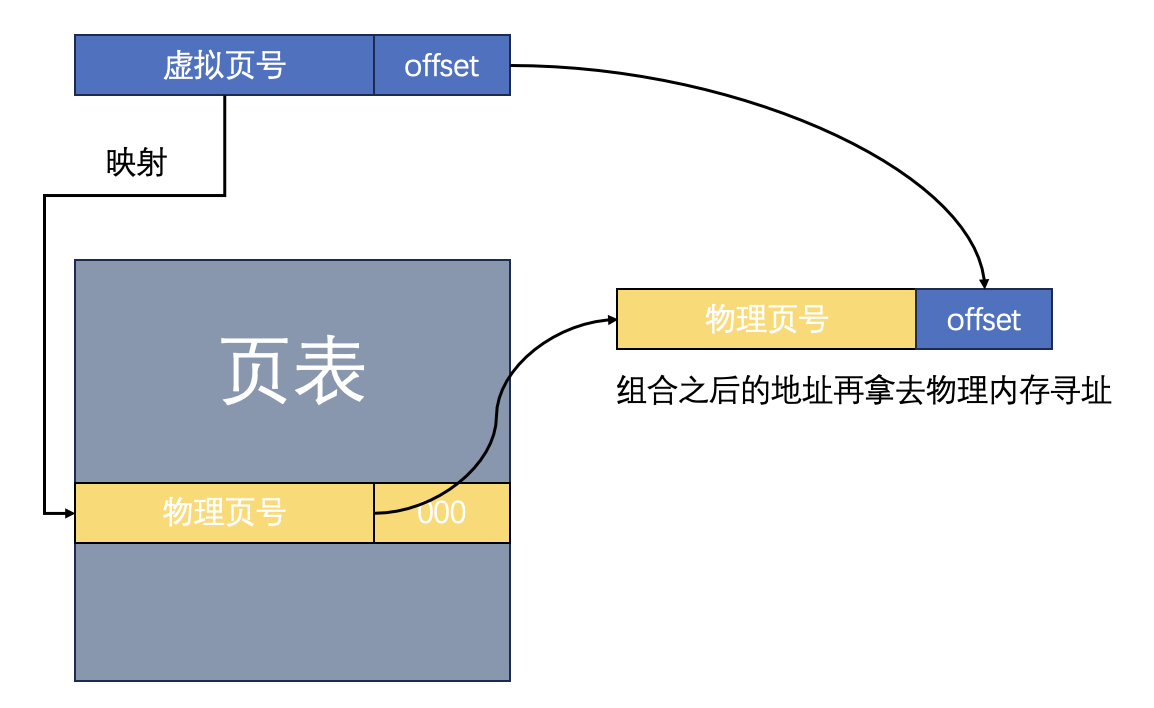 虚拟页号 offset
映射
页表
物理页号 offset
组合之后的地址再拿去物理内存寻址
物理页号 000